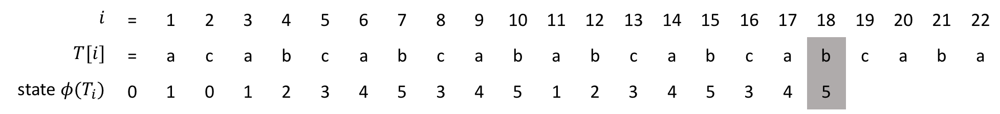 i = 1 2 3 4 5 6 7 8 9 10 11 12 13 14 15 16 17 18 19 20 21 22
T[i] = a c a b c a b c a b a b c a b c a b c a b a
state ϕ(Tᵢ) 0 1 0 1 2 3 4 5 3 4 5 1 2 3 4 5 3 4 5